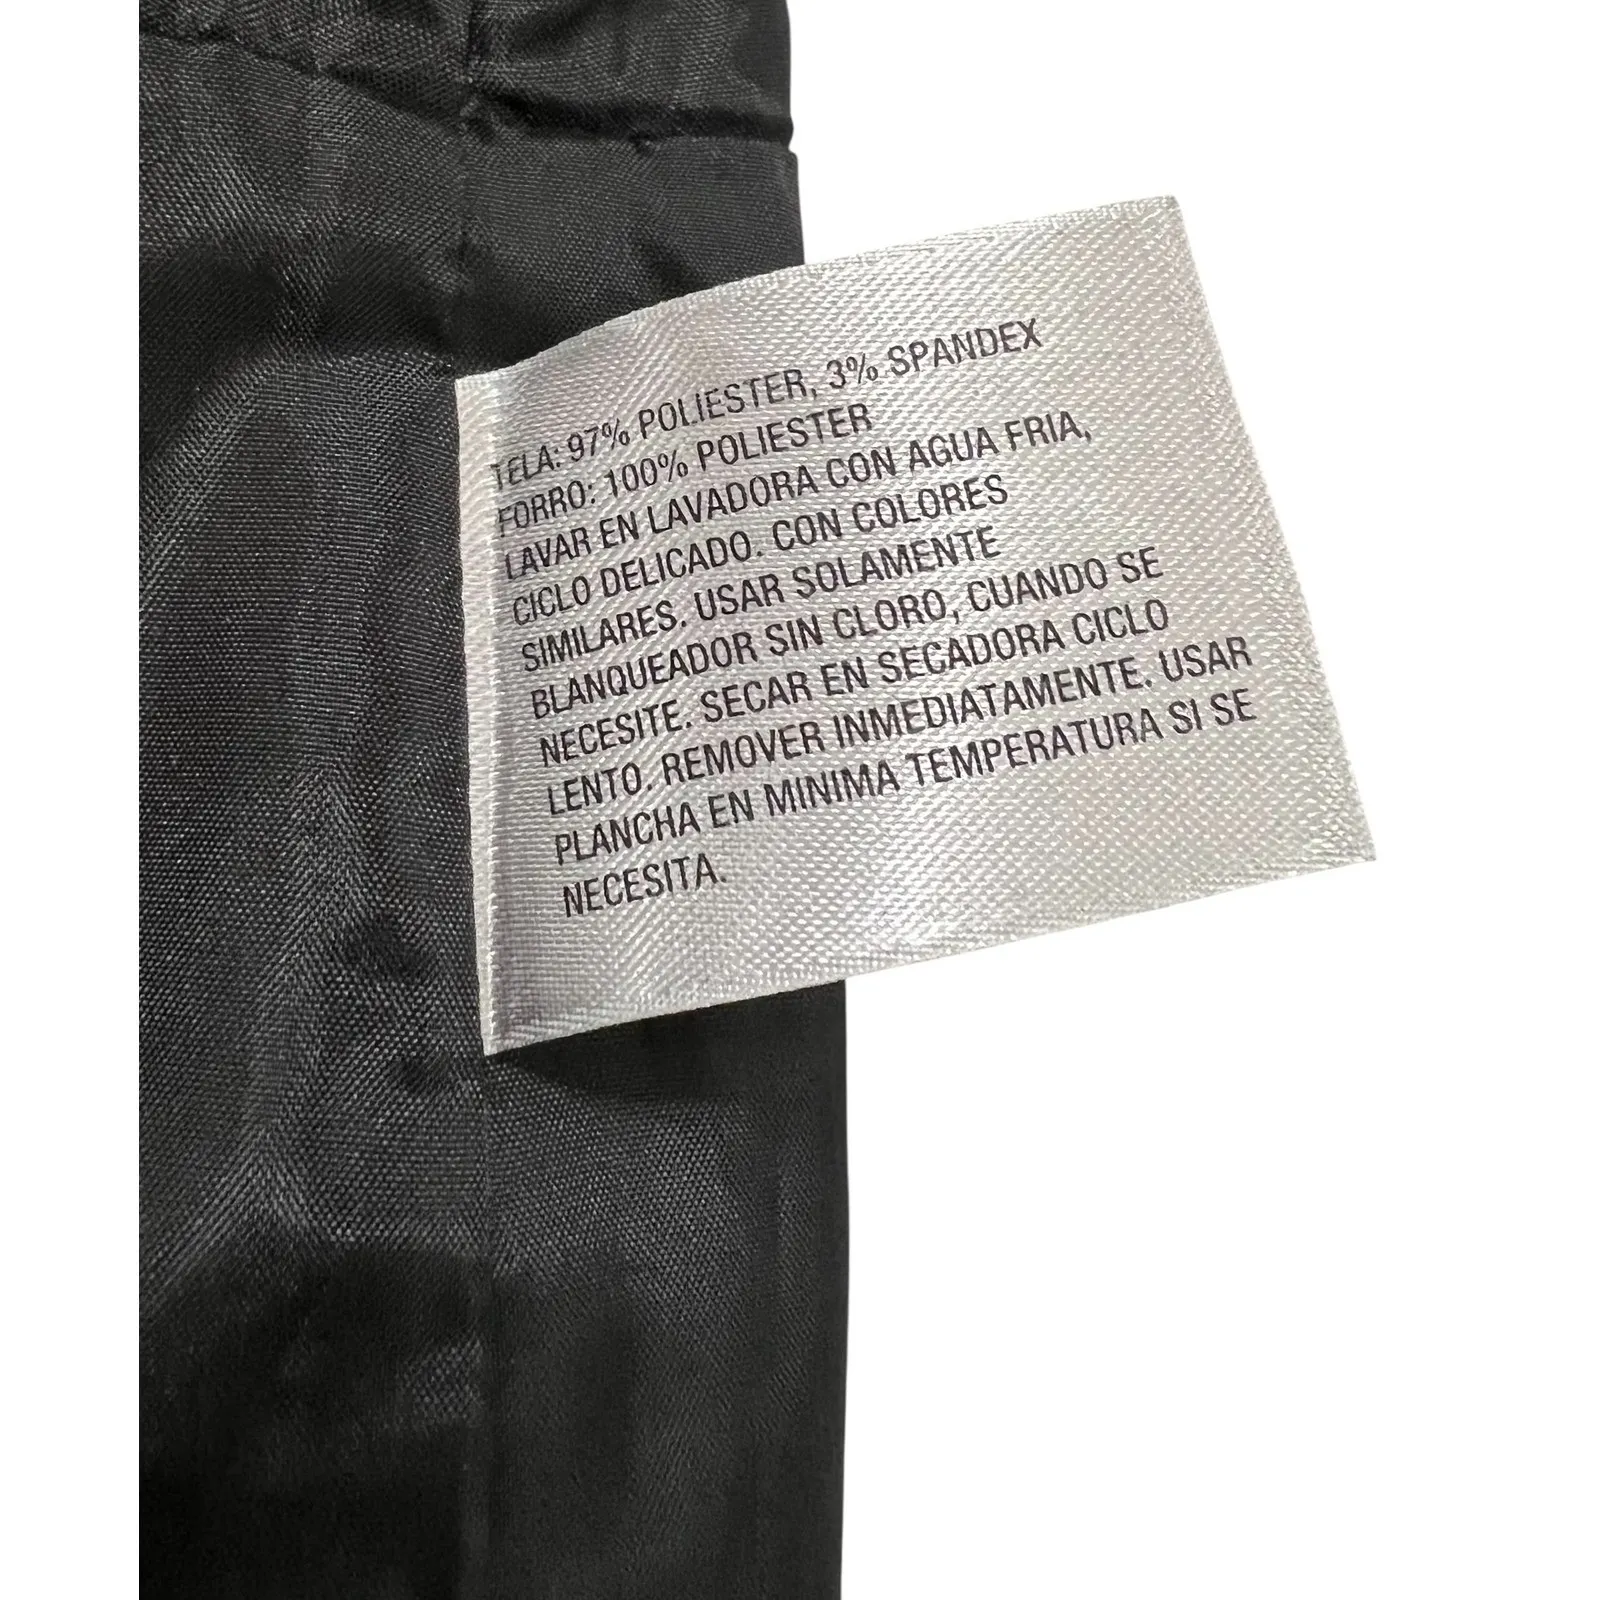 TELA: 97% POLIESTER, 3% SPANDEX
FORRO: 100% POLIESTER
LAVAR EN LAVADORA CON AGUA FRIA,
CICLO DELICADO. CON COLORES
SIMILARES. USAR SOLAMENTE
BLANQUEADOR SIN CLORO, CUANDO SE
NECESITE. SECAR EN SECADORA CICLO
LENTO. REMOVER INMEDIATAMENTE. USAR
PLANCHA EN MINIMA TEMPERATURA SI SE
NECESITA.